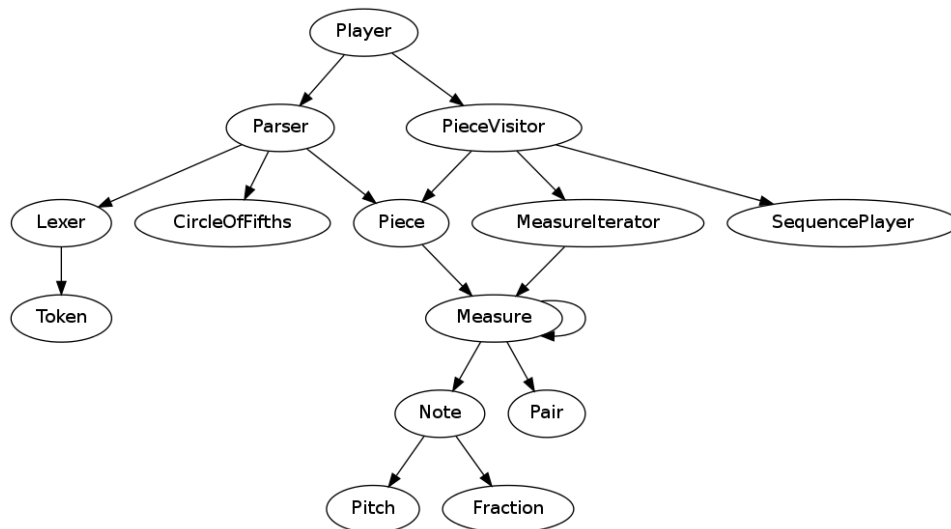 Player
Parser
PieceVisitor
Lexer
CircleOfFifths
Piece
MeasureIterator
SequencePlayer
Token
Measure
Note
Pair
Pitch
Fraction